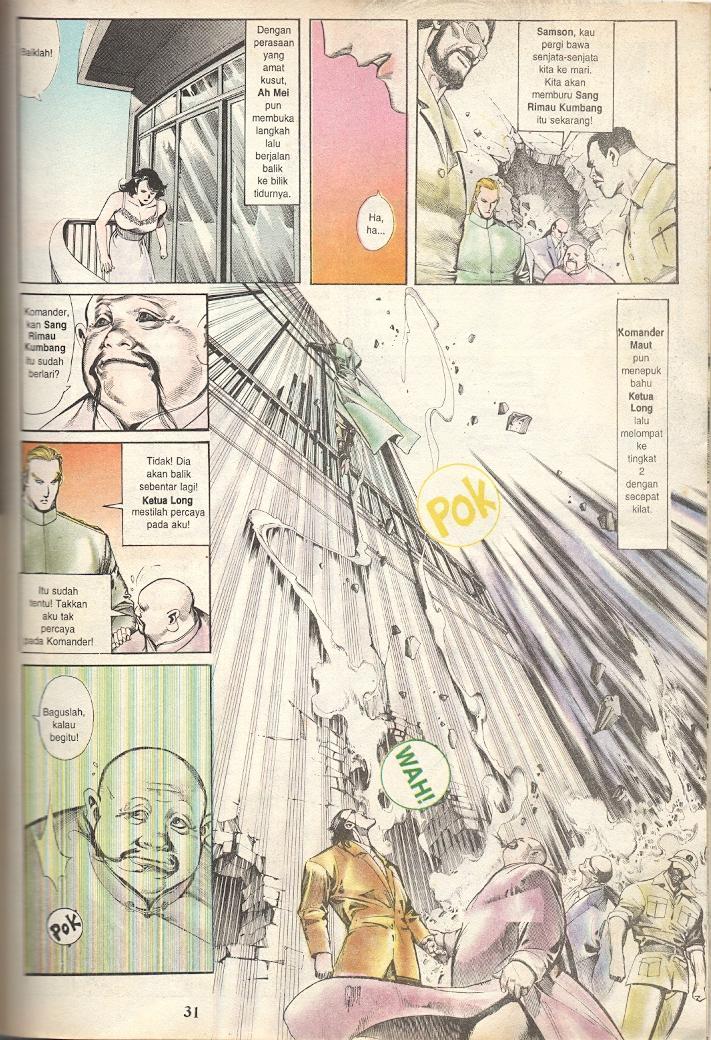 Baiklah!
Dengan
perasaan
yang
amat
kusut,
Ah Mei
pun
membuka
langkah
lalu
berjalan
balik
ke bilik
tidurnya.
Ha,
ha...
Samson, kau
pergi bawa
senjata-senjata
kita ke mari.
Kita akan
memburu Sang
Rimau Kumbang
itu sekarang!
Komander,
kan Sang
Rimau
Kumbang
itu sudah
berlari?
Tidak! Dia
akan balik
sebentar lagi!
Ketua Long
mestilah percaya
pada aku!
Itu sudah
tentu! Takkan
aku tak
percaya
pada Komander!
Baguslah,
kalau
begitu!
POK
Komander
Maut
pun
menepuk
bahu
Ketua
Long
lalu
melompat
ke
tingkat
2
dengan
secepat
kilat.
POK
WAH!
31